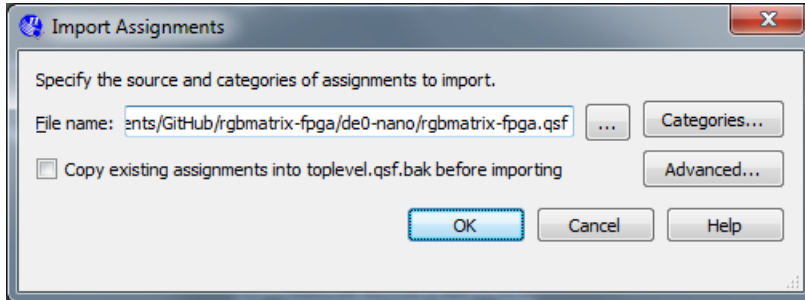 Import Assignments
Specify the source and categories of assignments to import.
File name: ents/GitHub/rgbmatrix-fpga/de0-nano/rgbmatrix-fpga.qsf ... Categories...
Copy existing assignments into toplevel.qsf.bak before importing Advanced...
OK Cancel Help